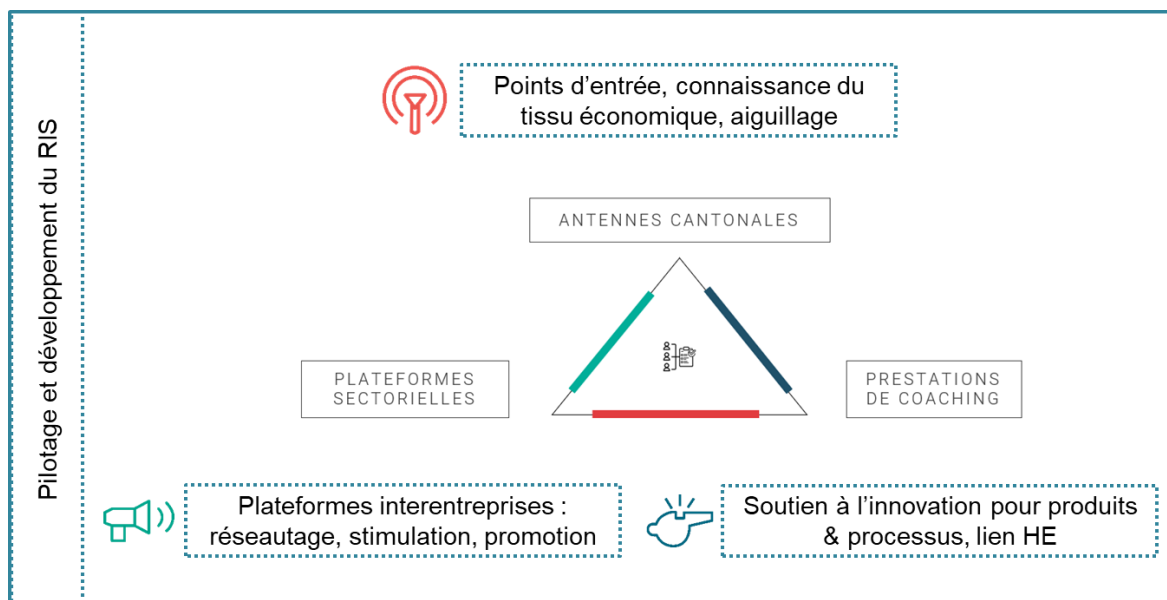 Pilotage et développement du RIS
Points d’entrée, connaissance du
tissu économique, aiguillage
ANTENNES CANTONALES
PLATEFORMES
SECTORIELLES
PRESTATIONS
DE COACHING
Plateformes interentreprises :
réseautage, stimulation, promotion
Soutien à l’innovation pour produits
& processus, lien HE